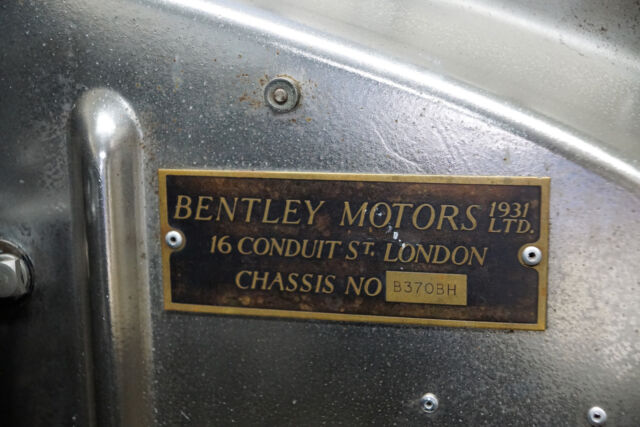 BENTLEY MOTORS 1931 LTD.
16 CONDUIT ST. LONDON
CHASSIS NO B370BH